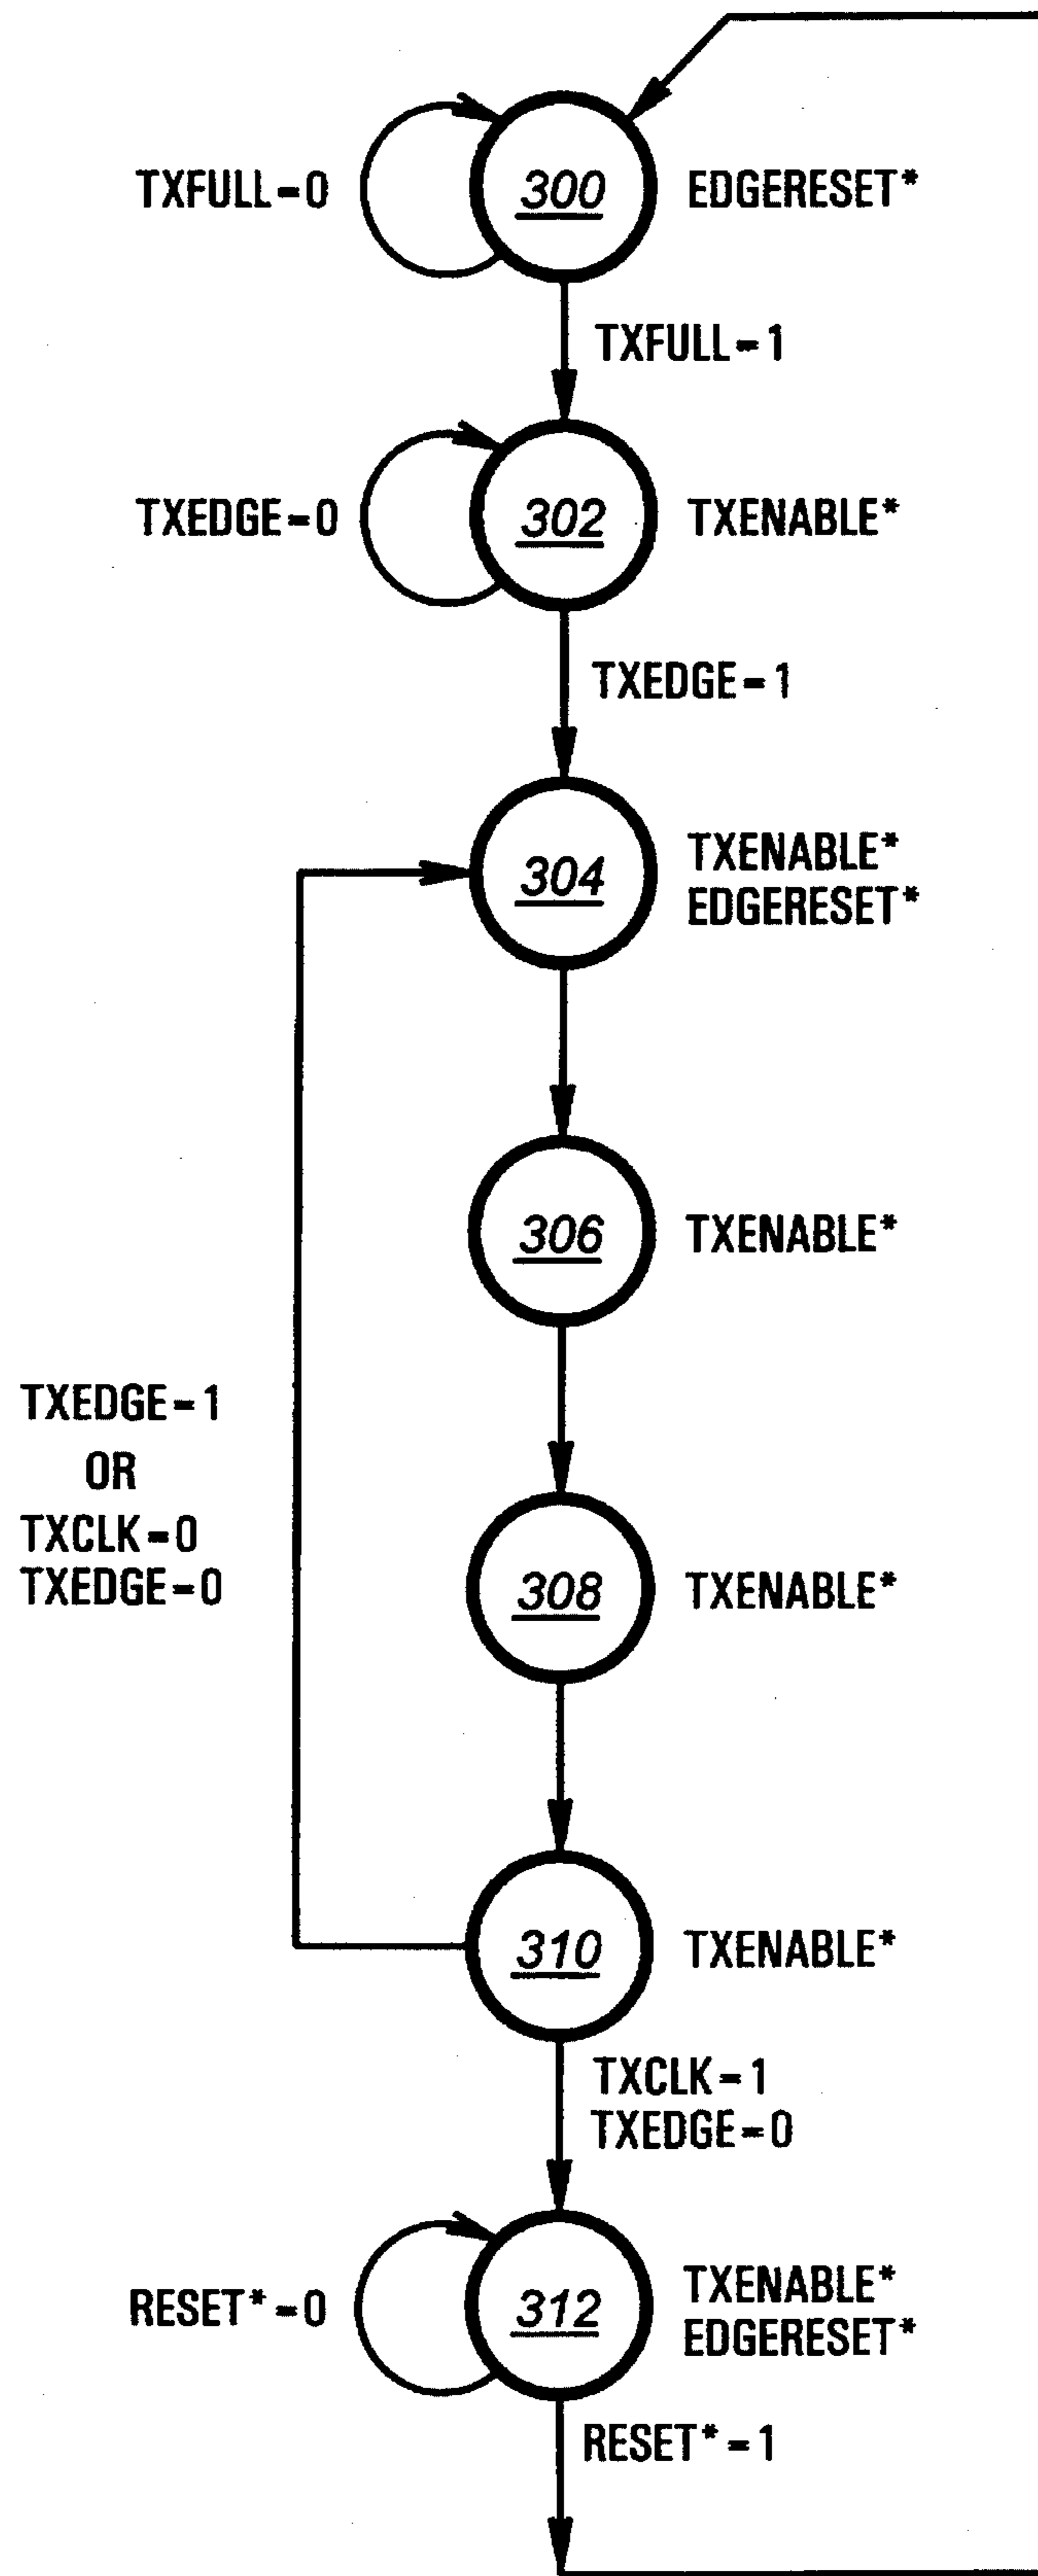 TXFULL=0
300
EDGERESET*
TXFULL=1
TXEDGE=0
302
TXENABLE*
TXEDGE=1
304
TXENABLE*
EDGERESET*
306
TXENABLE*
TXEDGE=1
OR
TXCLK=0
TXEDGE=0
308
TXENABLE*
310
TXENABLE*
TXCLK=1
TXEDGE=0
RESET*=0
312
TXENABLE*
EDGERESET*
RESET*=1